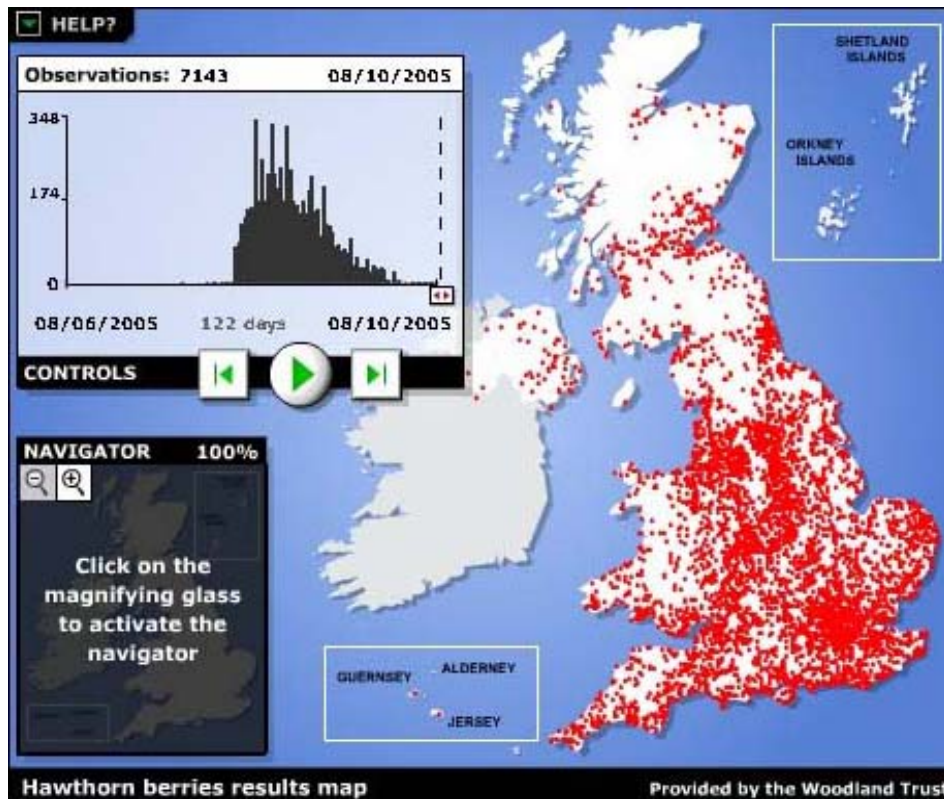 HELP?
Observations: 7143 08/10/2005
348
174
0
08/06/2005 122 days 08/10/2005
CONTROLS
NAVIGATOR 100%
Click on the
magnifying glass
to activate the
navigator
SHETLAND
ISLANDS
ORKNEY
ISLANDS
GUERNSEY
ALDERNEY
JERSEY
Hawthorn berries results map
Provided by the Woodland Trus